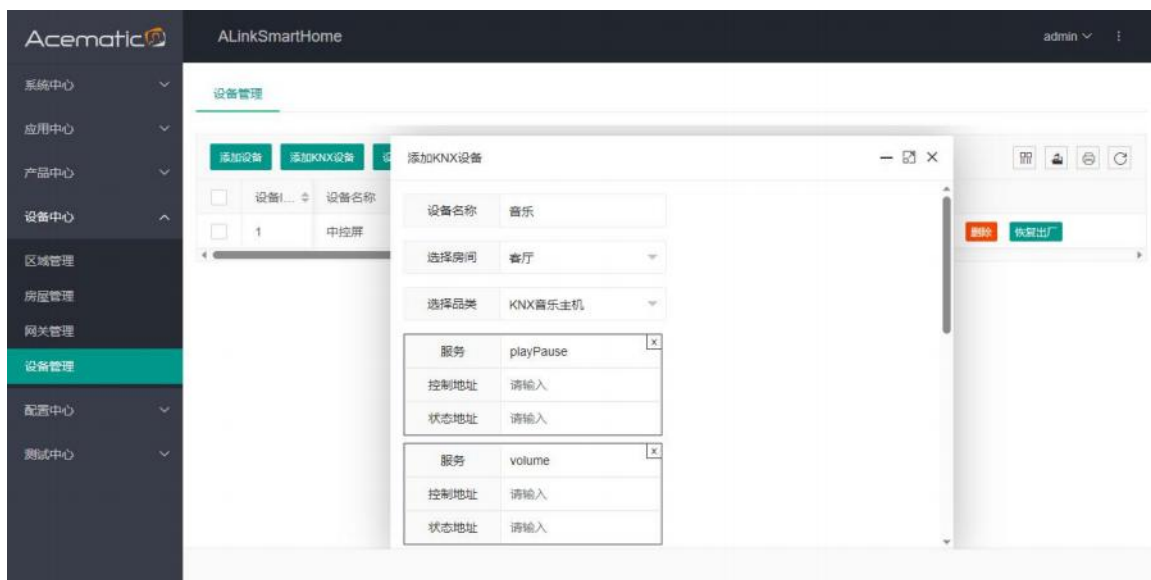 Acematic
ALinkSmartHome
admin
系统中心
应用中心
产品中心
设备中心
区域管理
房屋管理
网关管理
设备管理
配置中心
测试中心
设备管理
添加设备 添加KNX设备
设备I... 设备名称
1 中控屏
删除 恢复出厂
添加KNX设备
设备名称 音乐
选择房间 客厅
选择品类 KNX音乐主机
服务 playPause
控制地址 请输入
状态地址 请输入
服务 volume
控制地址 请输入
状态地址 请输入